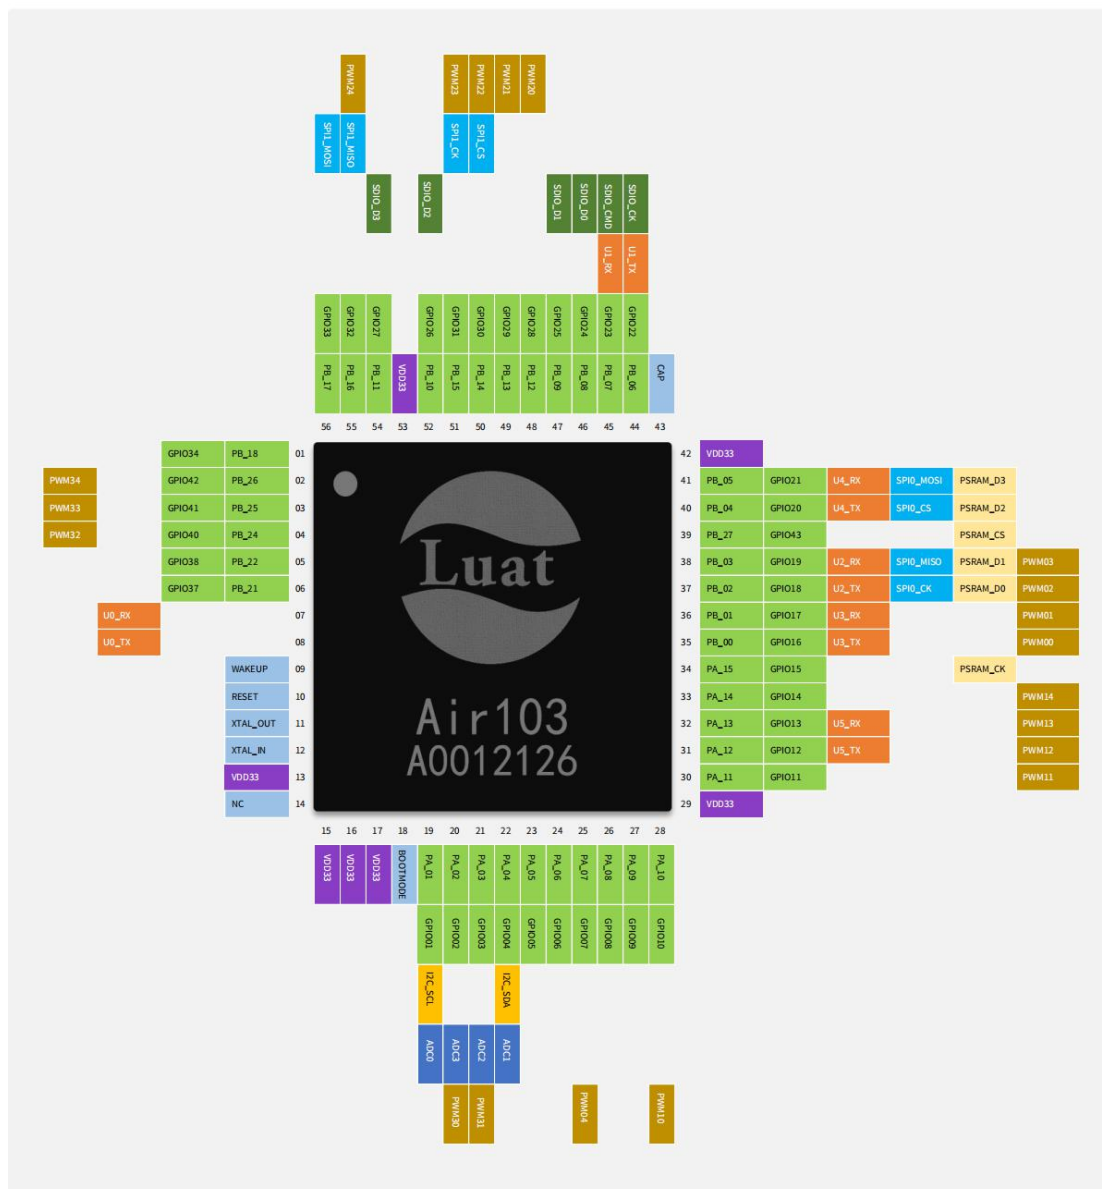 PWM24 PWM23 PWM22 PWM21 PWM20
SPI1_MOSI SPI1_MISO SPI1_CK SPI1_CS
SDIO_D3 SDIO_D2 SDIO_D1 SDIO_D0 SDIO_CMD SDIO_CK
U1_RX U1_TX
GPIO33 GPIO32 GPIO27 GPIO26 GPIO31 GPIO30 GPIO29 GPIO28 GPIO25 GPIO24 GPIO23 GPIO22
PB_17 PB_16 PB_11 VDD33 PB_10 PB_15 PB_14 PB_13 PB_12 PB_09 PB_08 PB_07 PB_06 CAP
56 55 54 53 52 51 50 49 48 47 46 45 44 43
GPIO34 PB_18 01
PWM34 GPIO42 PB_26 02
PWM33 GPIO41 PB_25 03
PWM32 GPIO40 PB_24 04
GPIO38 PB_22 05
GPIO37 PB_21 06
U0_RX 07
U0_TX 08
WAKEUP 09
RESET 10
XTAL_OUT 11
XTAL_IN 12
VDD33 13
NC 14
Luat
Air103
A0012126
42 VDD33
41 PB_05 GPIO21 U4_RX SPI0_MOSI PSRAM_D3
40 PB_04 GPIO20 U4_TX SPI0_CS PSRAM_D2
39 PB_27 GPIO43 PSRAM_CS
38 PB_03 GPIO19 U2_RX SPI0_MISO PSRAM_D1 PWM03
37 PB_02 GPIO18 U2_TX SPI0_CK PSRAM_D0 PWM02
36 PB_01 GPIO17 U3_RX PWM01
35 PB_00 GPIO16 U3_TX PWM00
34 PA_15 GPIO15 PSRAM_CK
33 PA_14 GPIO14 PWM14
32 PA_13 GPIO13 U5_RX PWM13
31 PA_12 GPIO12 U5_TX PWM12
30 PA_11 GPIO11 PWM11
29 VDD33
15 16 17 18 19 20 21 22 23 24 25 26 27 28
VDD33 VDD33 VDD33 BOOTMODE PA_01 PA_02 PA_03 PA_04 PA_05 PA_06 PA_07 PA_08 PA_09 PA_10
GPIO01 GPIO02 GPIO03 GPIO04 GPIO05 GPIO06 GPIO07 GPIO08 GPIO09 GPIO10
I2C_SCL I2C_SDA
ADC0 ADC3 ADC2 ADC1
PWM30 PWM31 PWM04 PWM10